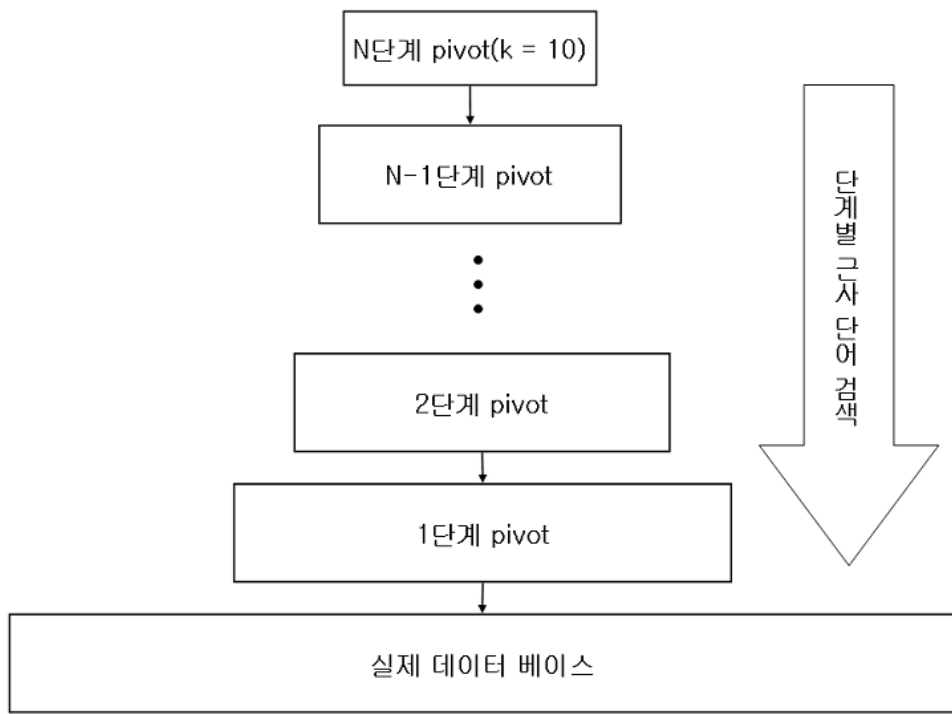 N단계 pivot(k = 10)
N-1단계 pivot
2단계 pivot
1단계 pivot
실제 데이터 베이스
단계별 근사 단어 검색